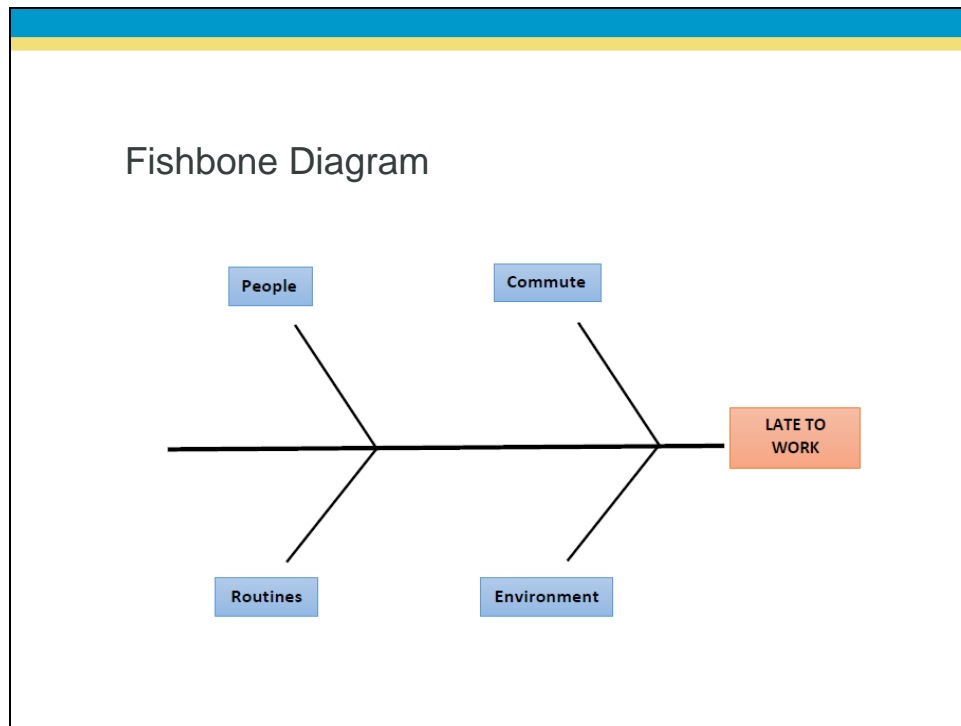 Fishbone Diagram
People
Commute
LATE TO
WORK
Routines
Environment